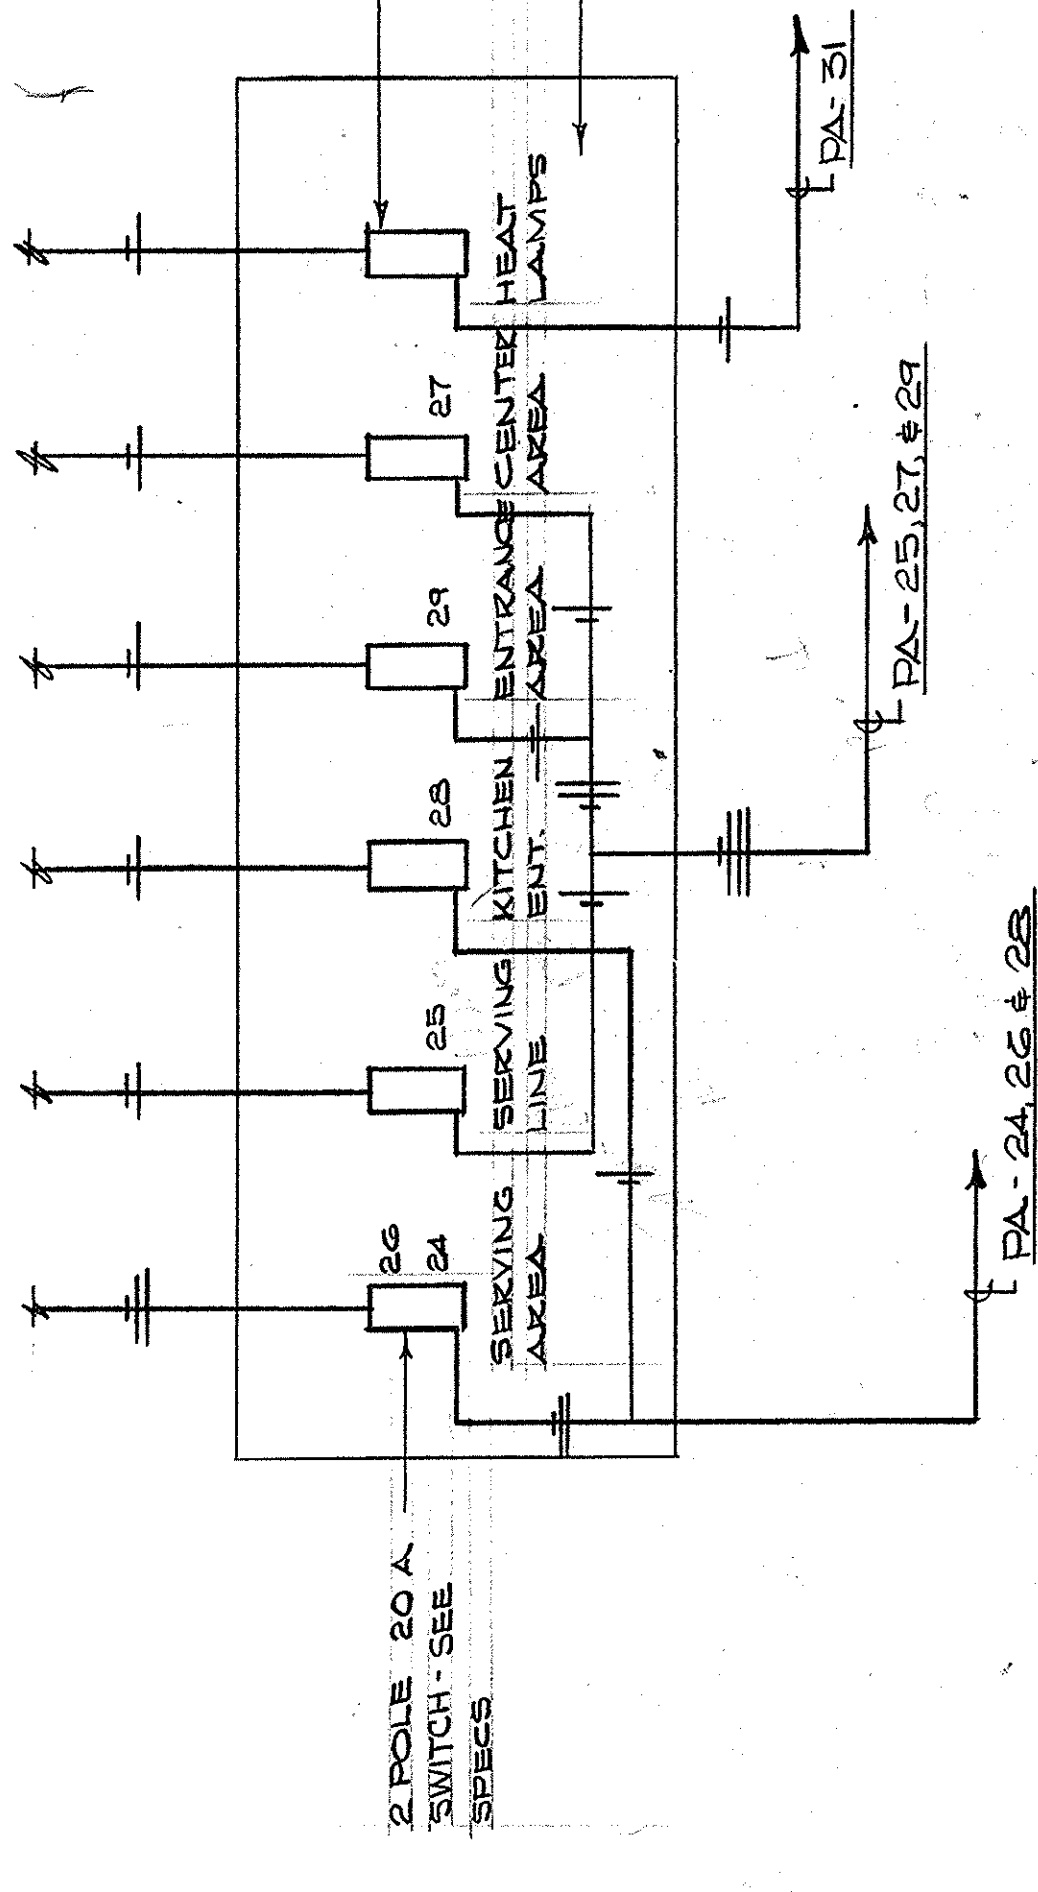 2 POLE 20 A
SWITCH - SEE
SPECS
26
24
25
28
29
27
SERVING
AREA
SERVING
LINE
KITCHEN
ENT.
ENTRANCE
AREA
CENTER
AREA
HEAT
LAMPS
PA - 24, 26 & 28
PA - 25, 27, & 29
PA - 31